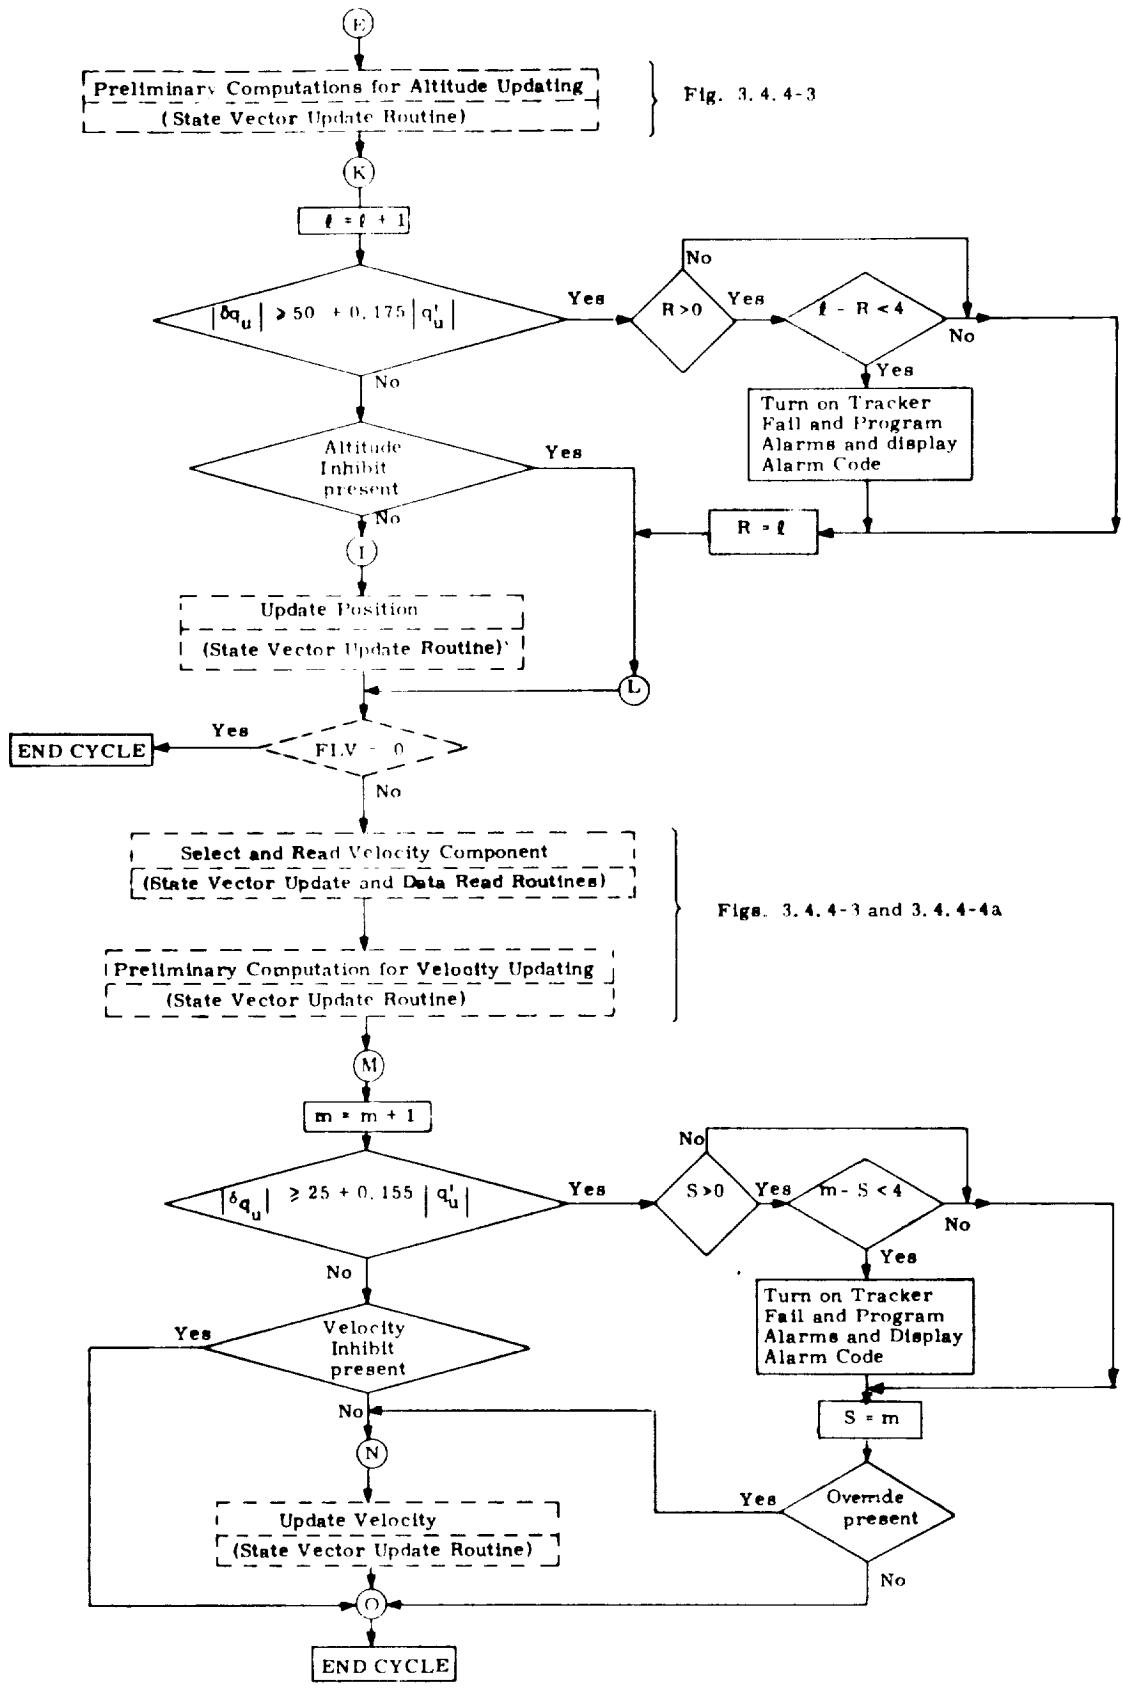 E
Preliminary Computations for Altitude Updating
(State Vector Update Routine)
Fig. 3.4.4-3
K
ℓ = ℓ + 1
|δq_u| ⩾ 50 + 0.175 |q'_u|
Yes
R>0
No
Yes
ℓ - R < 4
No
Yes
No
Turn on Tracker
Fail and Program
Alarms and display
Alarm Code
Altitude
Inhibit
present
Yes
No
R = ℓ
I
Update Position
(State Vector Update Routine)
L
FLV = 0
Yes
END CYCLE
No
Select and Read Velocity Component
(State Vector Update and Data Read Routines)
Figs. 3.4.4-3 and 3.4.4-4a
Preliminary Computation for Velocity Updating
(State Vector Update Routine)
M
m = m + 1
|δq_u| ⩾ 25 + 0.155 |q'_u|
Yes
S>0
No
Yes
m - S < 4
No
Yes
No
Turn on Tracker
Fail and Program
Alarms and Display
Alarm Code
Velocity
Inhibit
present
Yes
No
S = m
N
Override
present
Yes
No
Update Velocity
(State Vector Update Routine)
O
END CYCLE